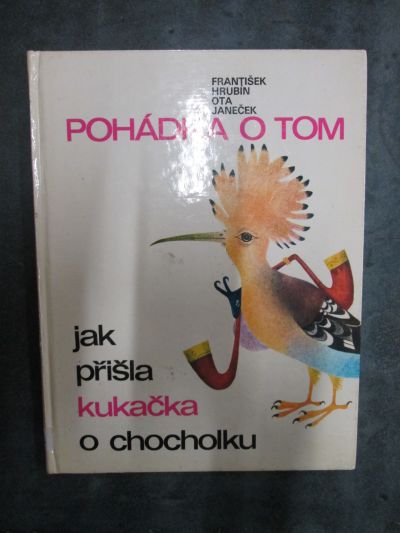 FRANTIŠEK
HRUBÍN
OTA
JANEČEK
POHÁDKA O TOM
jak
přišla
kukačka
o chocholku